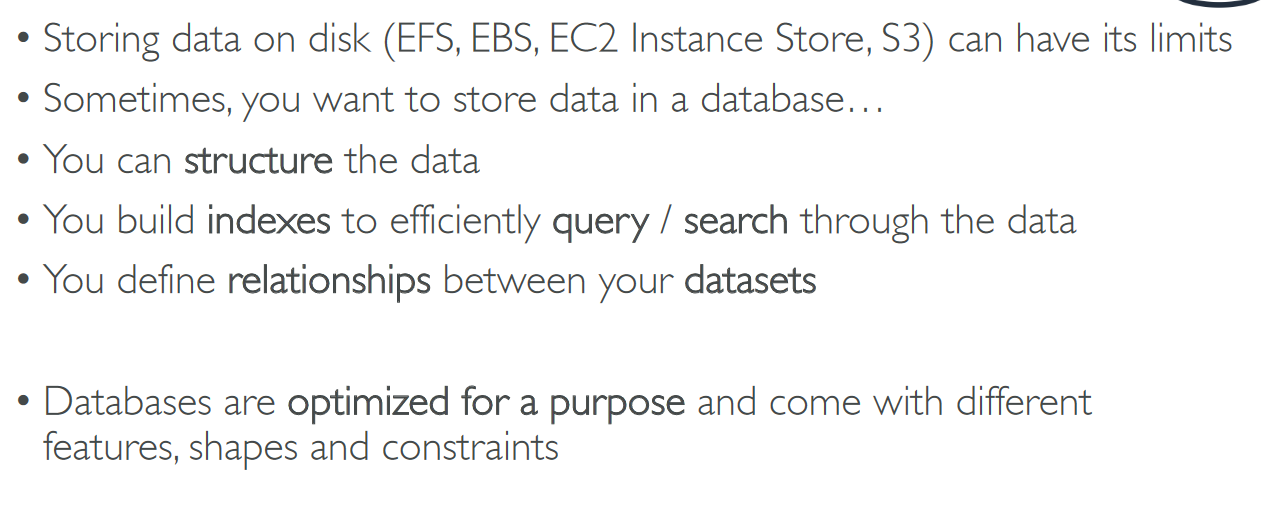 • Storing data on disk (EFS, EBS, EC2 Instance Store, S3) can have its limits
• Sometimes, you want to store data in a database…
• You can structure the data
• You build indexes to efficiently query / search through the data
• You define relationships between your datasets
• Databases are optimized for a purpose and come with different
features, shapes and constraints